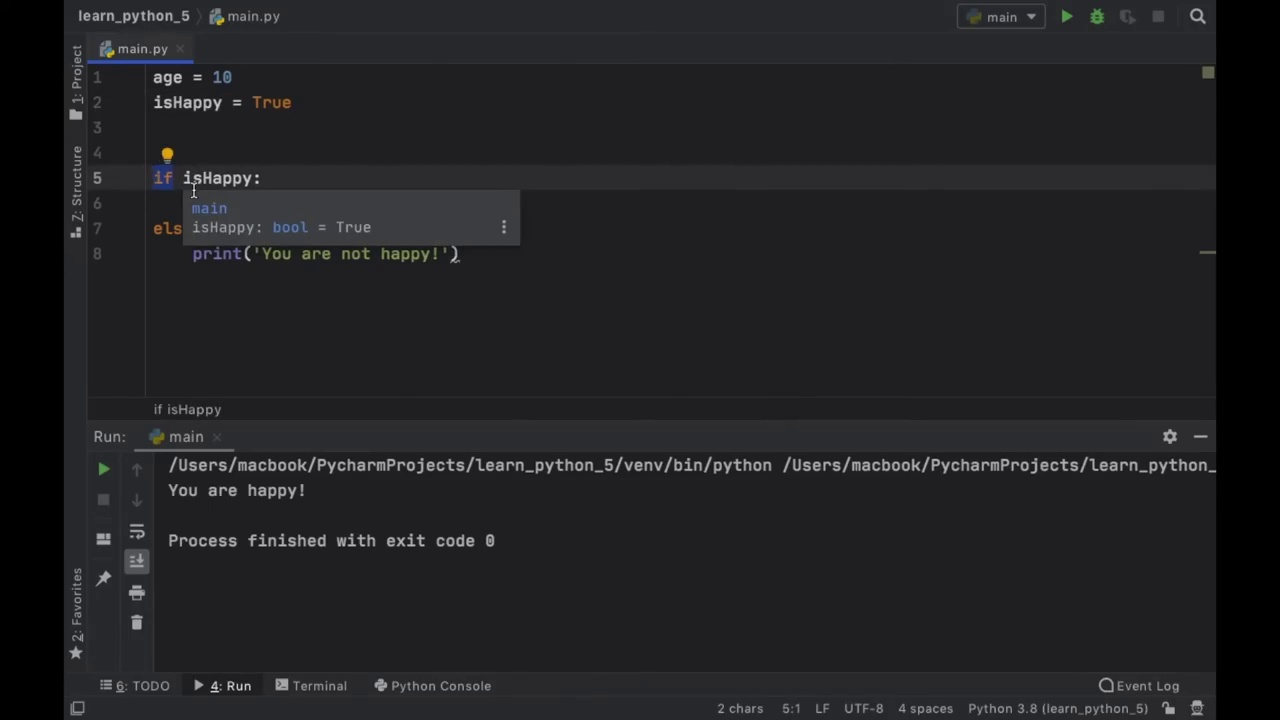 learn_python_5 main.py main
main.py
1: Project
7: Structure
2: Favorites
1 age = 10
2 isHappy = True
3
4
5 if isHappy:
6
main
isHappy: bool = True
7 els
8 print('You are not happy!')
if isHappy
Run: main
/Users/macbook/PycharmProjects/learn_python_5/venv/bin/python /Users/macbook/PycharmProjects/learn_python_
You are happy!
Process finished with exit code 0
6: TODO 4: Run Terminal Python Console Event Log
2 chars 5:1 LF UTF-8 4 spaces Python 3.8 (learn_python_5)